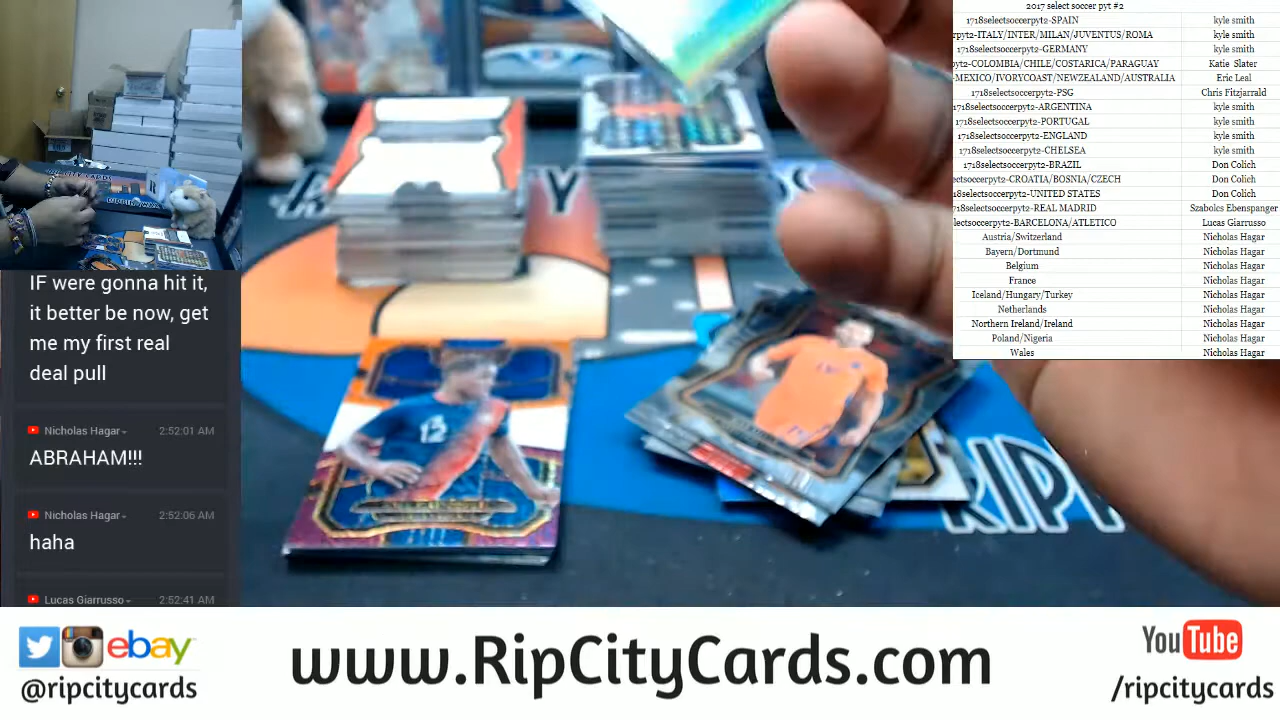 IF were gonna hit it,
it better be now, get
me my first real
deal pull
Nicholas Hagar
2:52:01 AM
ABRAHAM!!!
Nicholas Hagar
2:52:06 AM
haha
Lucas Giarrusso
2:52:41 AM
2017 select soccer pyt #2
1718selectsoccerpyt2-SPAIN kyle smith
pyt2-ITALY/INTER/MILAN/JUVENTUS/ROMA kyle smith
1718selectsoccerpyt2-GERMANY kyle smith
pyt2-COLOMBIA/CHILE/COSTARICA/PARAGUAY Katie Slater
MEXICO/IVORYCOAST/NEWZEALAND/AUSTRALIA Eric Leal
1718selectsoccerpyt2-PSG Chris Fitzjarrald
1718selectsoccerpyt2-ARGENTINA kyle smith
1718selectsoccerpyt2-PORTUGAL kyle smith
1718selectsoccerpyt2-ENGLAND kyle smith
1718selectsoccerpyt2-CHELSEA kyle smith
1718selectsoccerpyt2-BRAZIL Don Colich
ectsoccerpyt2-CROATIA/BOSNIA/CZECH Don Colich
718selectsoccerpyt2-UNITED STATES Don Colich
718selectsoccerpyt2-REAL MADRID Szabolcs Ebenspanger
lectsoccerpyt2-BARCELONA/ATLETICO Lucas Giarrusso
Austria/Switzerland Nicholas Hagar
Bayern/Dortmund Nicholas Hagar
Belgium Nicholas Hagar
France Nicholas Hagar
Iceland/Hungary/Turkey Nicholas Hagar
Netherlands Nicholas Hagar
Northern Ireland/Ireland Nicholas Hagar
Poland/Nigeria Nicholas Hagar
Wales Nicholas Hagar
13
RIPP
ebay
@ripcitycards
www.RipCityCards.com
YouTube
/ripcitycards